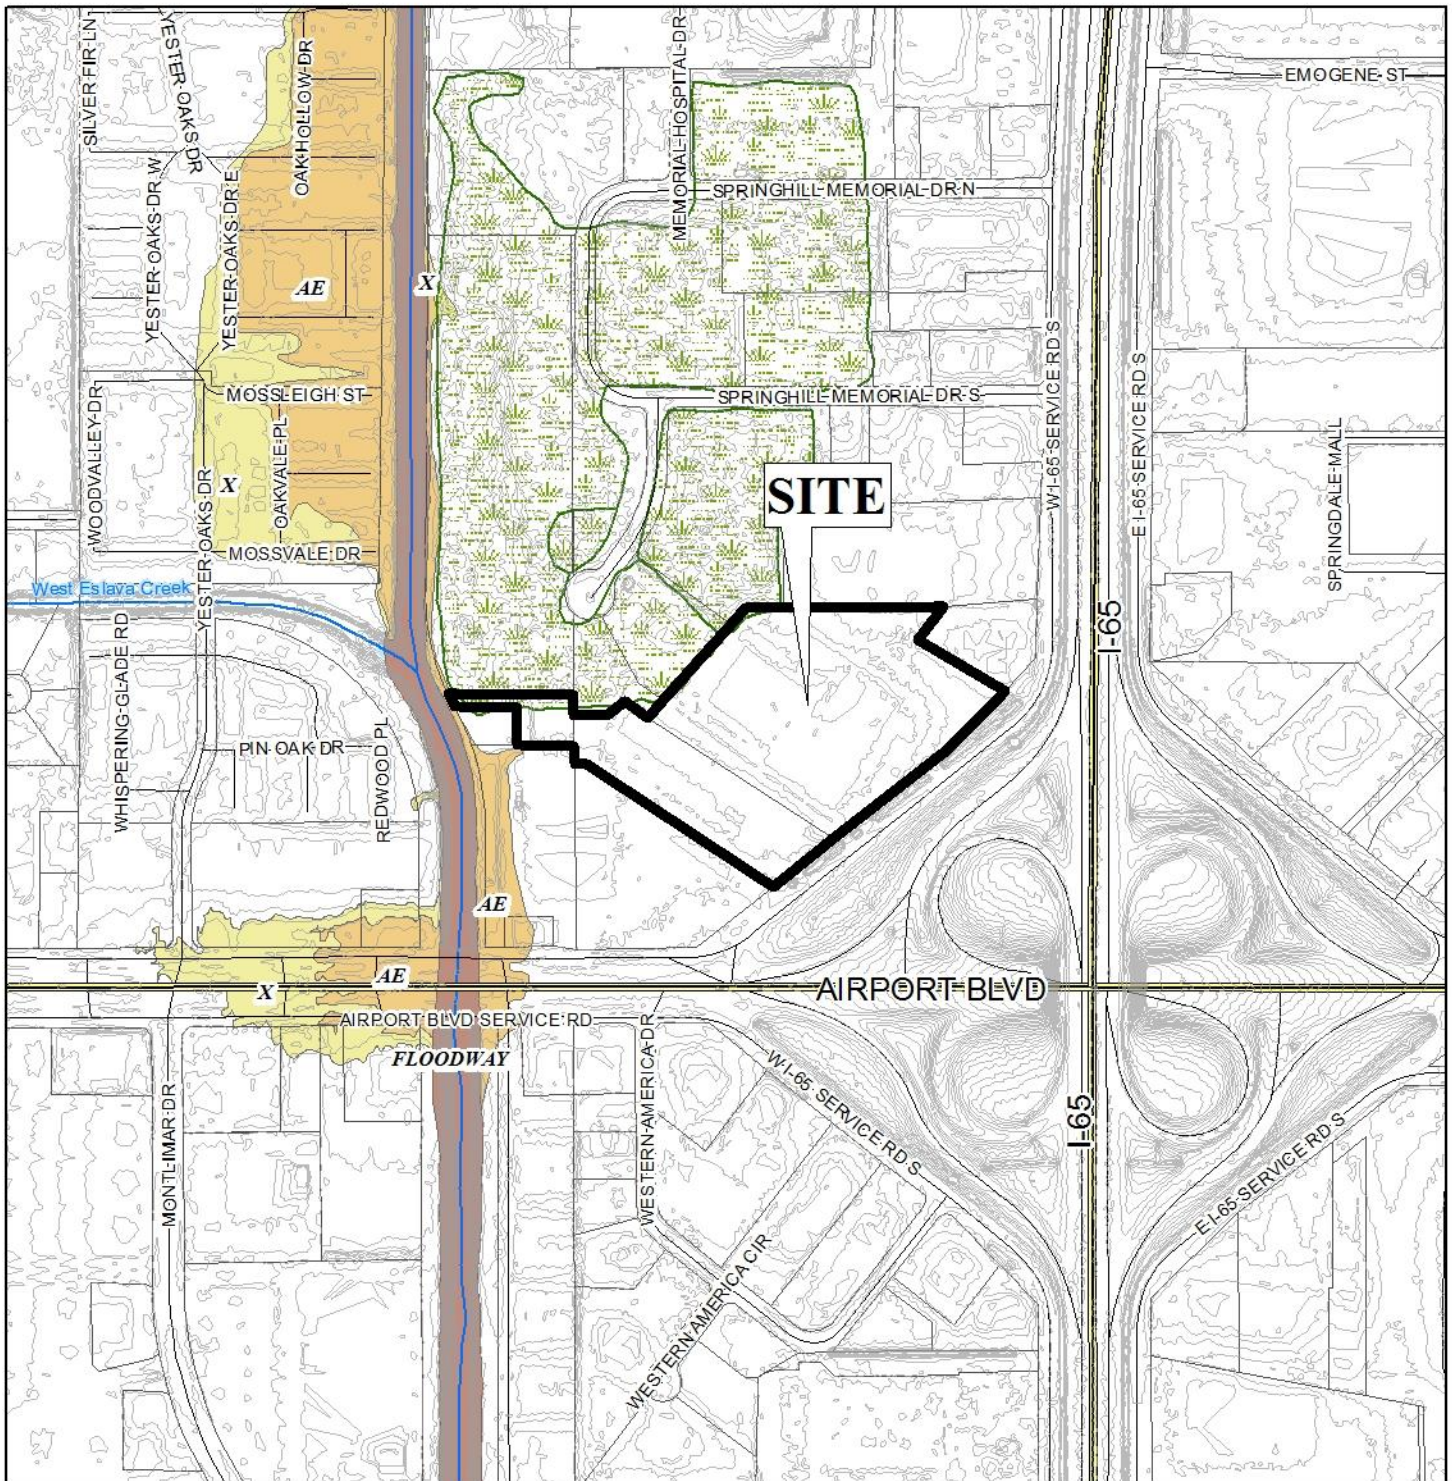 SILVER FIR LN
YESTER OAKS DR
OAK HOLLOW DR
MEMORIAL HOSPITAL DR
EMOGENE ST
YESTER OAKS DR W
YESTER OAKS DR E
SPRINGHILL MEMORIAL DR N
AE
X
W I-65 SERVICE RD S
E I-65 SERVICE RD S
MOSSLEIGH ST
SPRINGHILL MEMORIAL DR S
WOODVALLEY DR
OAKVALE PL
X
YESTER OAKS DR
SITE
SPRINGDALE MALL
MOSSVALE DR
West Eslava Creek
I-65
WHISPERING GLADE RD
PIN OAK DR
REDWOOD PL
AE
AE
X
AIRPORT BLVD
AIRPORT BLVD SERVICE RD
FLOODWAY
WESTERN AMERICA DR
W I-65 SERVICE RD S
I-65
MONTLIMAR DR
E I-65 SERVICE RD S
WESTERN AMERICA CIR